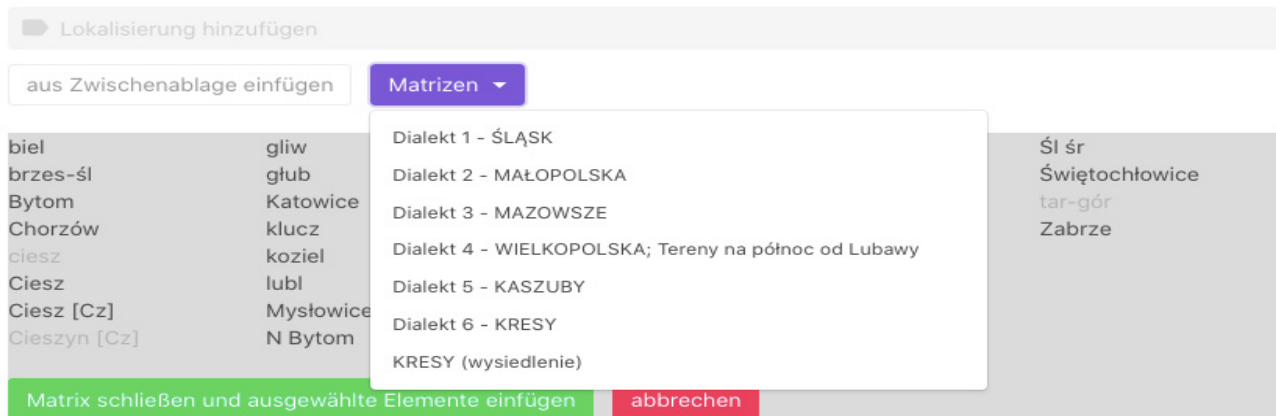 Lokalisierung hinzufügen
aus Zwischenablage einfügen
Matrizen
Dialekt 1 - ŚLĄSK
Dialekt 2 - MAŁOPOLSKA
Dialekt 3 - MAZOWSZE
Dialekt 4 - WIELKOPOLSKA; Tereny na północ od Lubawy
Dialekt 5 - KASZUBY
Dialekt 6 - KRESY
KRESY (wysiedlenie)
biel
brzes-śl
Bytom
Chorzów
ciesz
Ciesz
Ciesz [Cz]
Cieszyn [Cz]
gliw
głub
Katowice
klucz
koziel
lubl
Mysłowice
N Bytom
Śl śr
Świętochłowice
tar-gór
Zabrze
Matrix schließen und ausgewählte Elemente einfügen
abbrechen